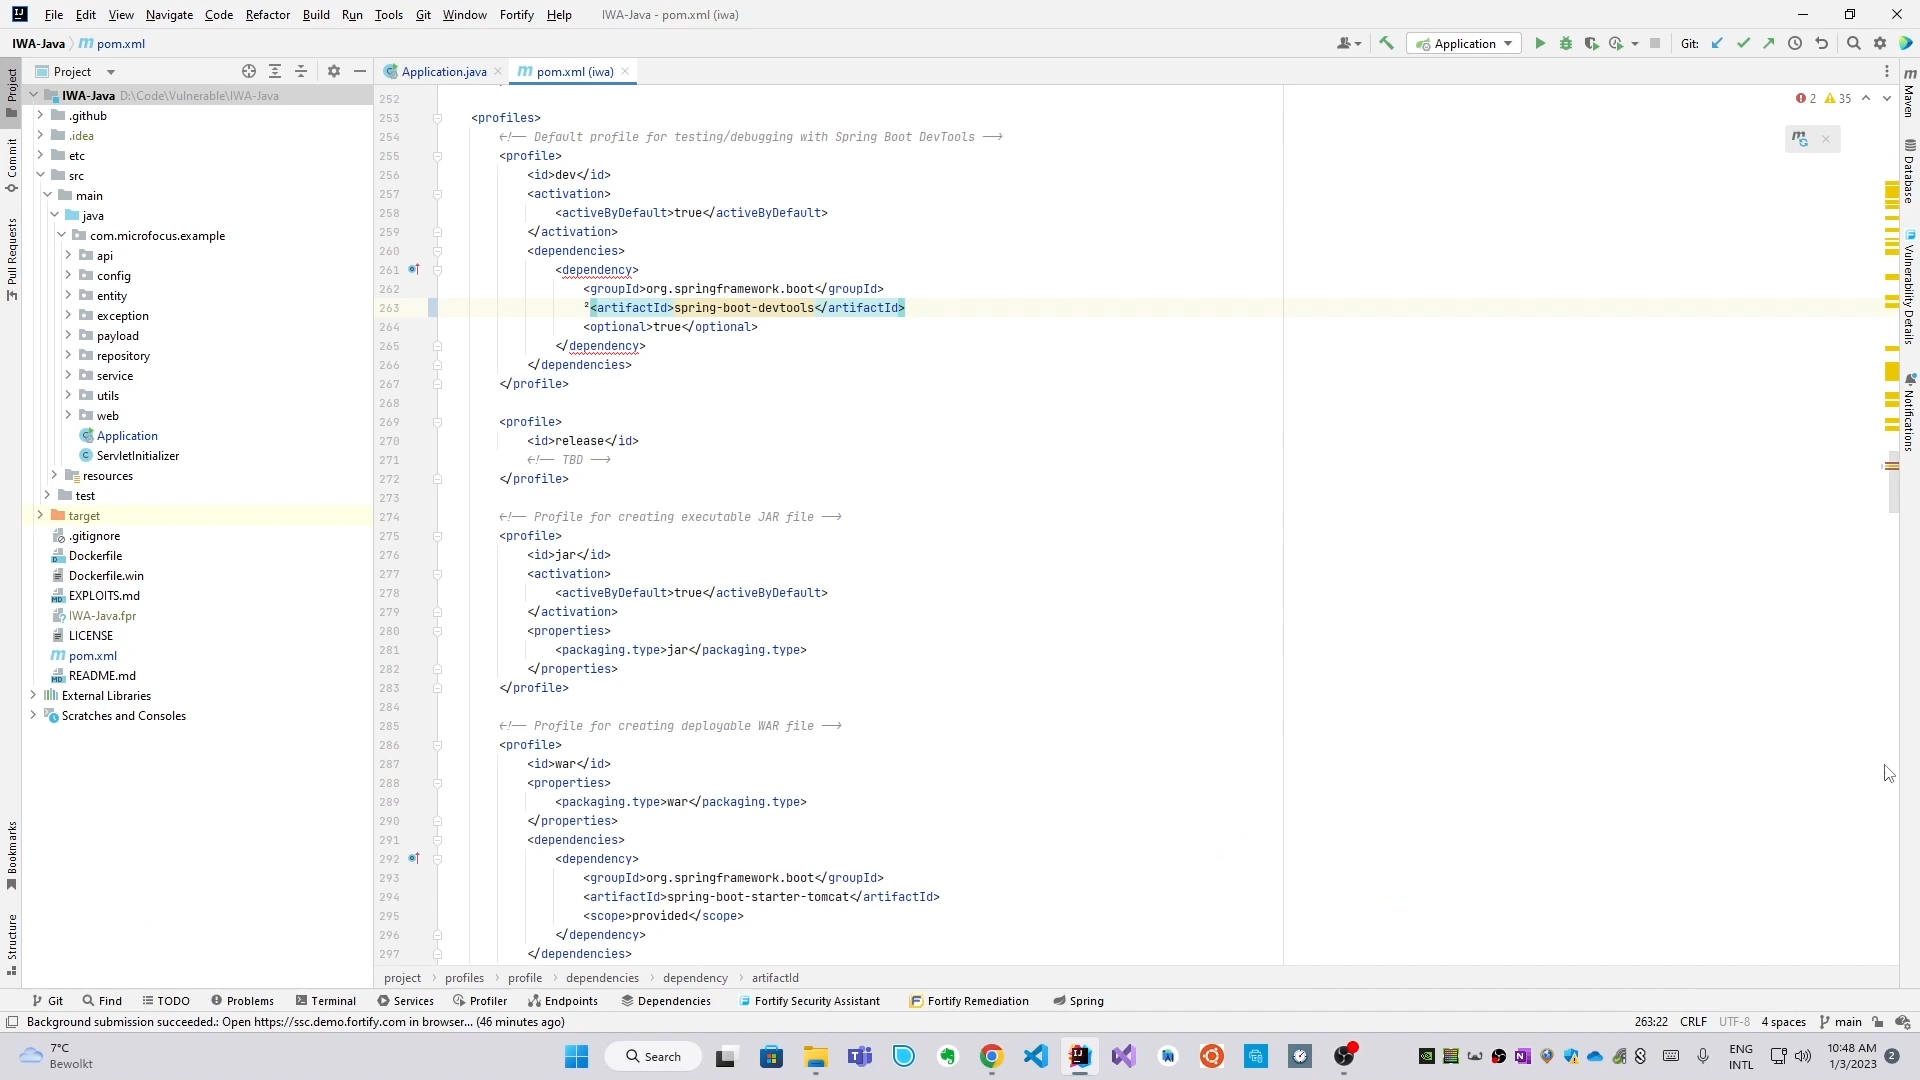 File Edit View Navigate Code Refactor Build Run Tools Git Window Fortify Help IWA-Java - pom.xml (iwa)
IWA-Java pom.xml Application Git:
Project
Application.java pom.xml (iwa)
2 35
Project
Commit
Pull Requests
Bookmarks
Structure
IWA-Java D:\Code\Vulnerable\IWA-Java
.github
.idea
etc
src
main
java
com.microfocus.example
api
config
entity
exception
payload
repository
service
utils
web
Application
ServletInitializer
resources
test
target
.gitignore
Dockerfile
Dockerfile.win
EXPLOITS.md
IWA-Java.fpr
LICENSE
pom.xml
README.md
External Libraries
Scratches and Consoles
252
253 <profiles>
254 <!-- Default profile for testing/debugging with Spring Boot DevTools -->
255 <profile>
256 <id>dev</id>
257 <activation>
258 <activeByDefault>true</activeByDefault>
259 </activation>
260 <dependencies>
261 <dependency>
262 <groupId>org.springframework.boot</groupId>
263 ²<artifactId>spring-boot-devtools</artifactId>
264 <optional>true</optional>
265 </dependency>
266 </dependencies>
267 </profile>
268
269 <profile>
270 <id>release</id>
271 <!-- TBD -->
272 </profile>
273
274 <!-- Profile for creating executable JAR file -->
275 <profile>
276 <id>jar</id>
277 <activation>
278 <activeByDefault>true</activeByDefault>
279 </activation>
280 <properties>
281 <packaging.type>jar</packaging.type>
282 </properties>
283 </profile>
284
285 <!-- Profile for creating deployable WAR file -->
286 <profile>
287 <id>war</id>
288 <properties>
289 <packaging.type>war</packaging.type>
290 </properties>
291 <dependencies>
292 <dependency>
293 <groupId>org.springframework.boot</groupId>
294 <artifactId>spring-boot-starter-tomcat</artifactId>
295 <scope>provided</scope>
296 </dependency>
297 </dependencies>
Maven
Database
Vulnerability Details
Notifications
project profiles profile dependencies dependency artifactId
Git Find TODO Problems Terminal Services Profiler Endpoints Dependencies Fortify Security Assistant Fortify Remediation Spring
Background submission succeeded.: Open https://ssc.demo.fortify.com in browser... (46 minutes ago) 263:22 CRLF UTF-8 4 spaces main
7°C
Bewolkt
Search
ENG
INTL
10:48 AM
1/3/2023
2